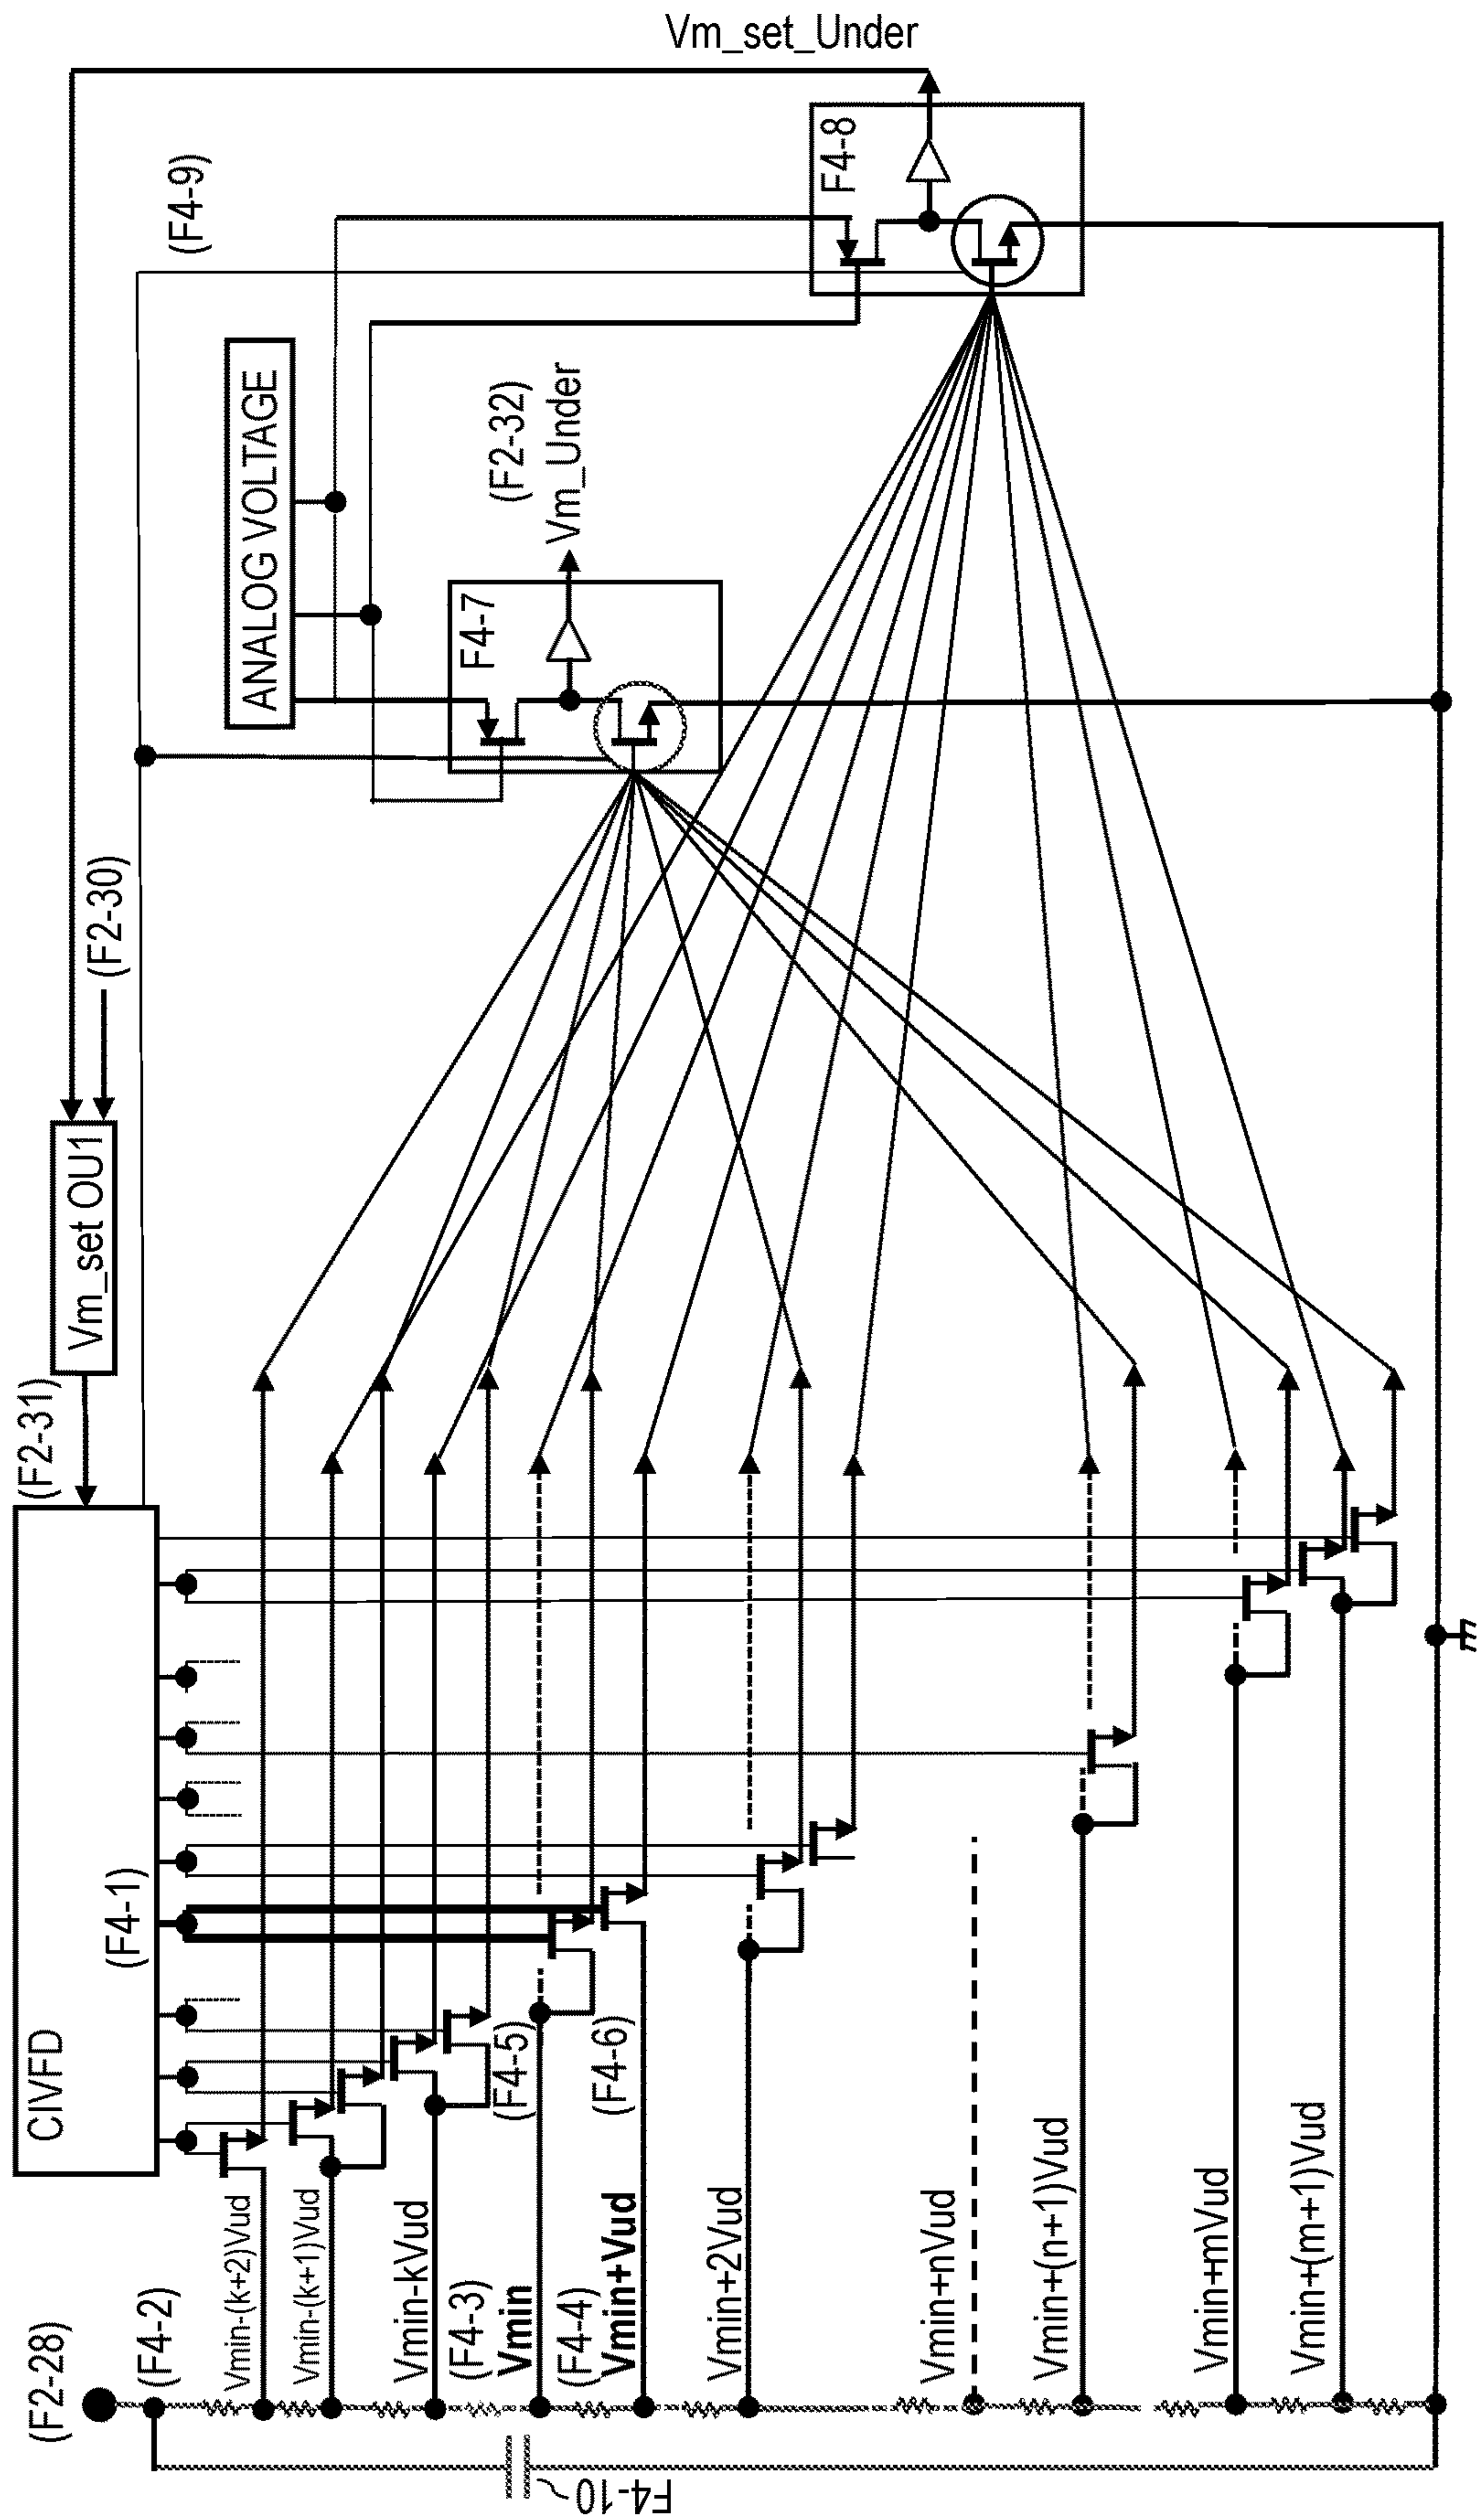 Vm_set_Under
(F4-9)
F4-8
ANALOG VOLTAGE
(F2-32)
Vm_Under
F4-7
(F2-30)
Vm_set OU1
(F2-31)
CIVFD
(F4-1)
(F2-28)
(F4-2)
Vmin-(k+2)Vud
Vmin-(k+1)Vud
Vmin-kVud
(F4-3)
Vmin
(F4-5)
(F4-4)
Vmin+Vud
(F4-6)
Vmin+2Vud
Vmin+nVud
Vmin+(n+1)Vud
Vmin+mVud
Vmin+(m+1)Vud
F4-10